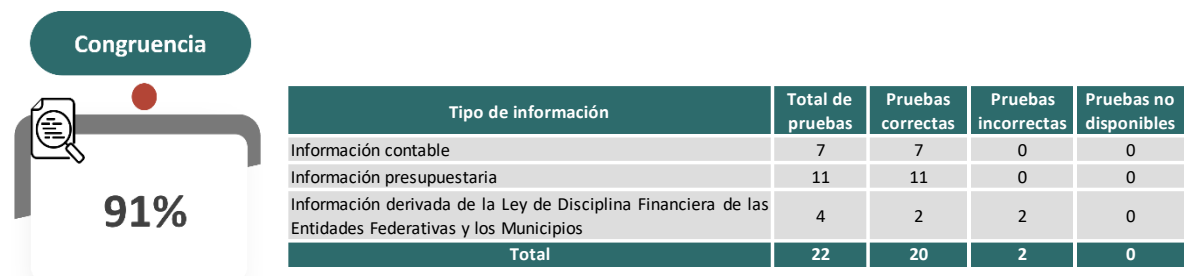 Congruencia
91%
Tipo de información Total de pruebas Pruebas correctas Pruebas incorrectas Pruebas no disponibles
Información contable 7 7 0 0
Información presupuestaria 11 11 0 0
Información derivada de la Ley de Disciplina Financiera de las
Entidades Federativas y los Municipios 4 2 2 0
Total 22 20 2 0